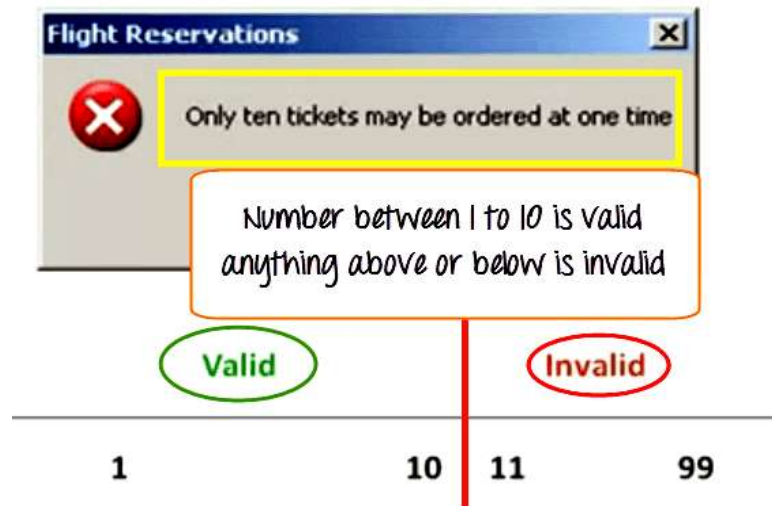 Flight Reservations
Only ten tickets may be ordered at one time
Number between 1 to 10 is valid
anything above or below is invalid
Valid Invalid
1 10 11 99